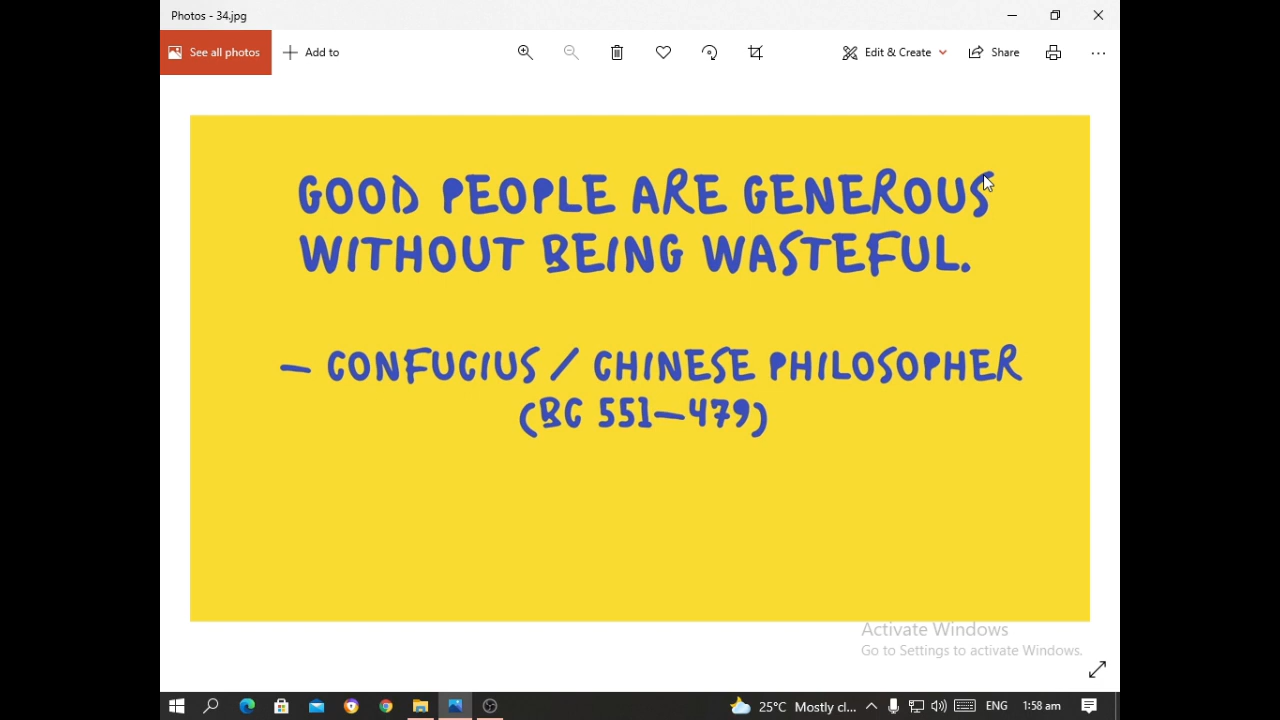 Photos - 34.jpg
See all photos
Add to
Edit & Create
Share
GOOD PEOPLE ARE GENEROUS
WITHOUT BEING WASTEFUL.
— CONFUCIUS / CHINESE PHILOSOPHER
(BC 551—479)
Activate Windows
Go to Settings to activate Windows.
25°C Mostly cl...
ENG
1:58 am